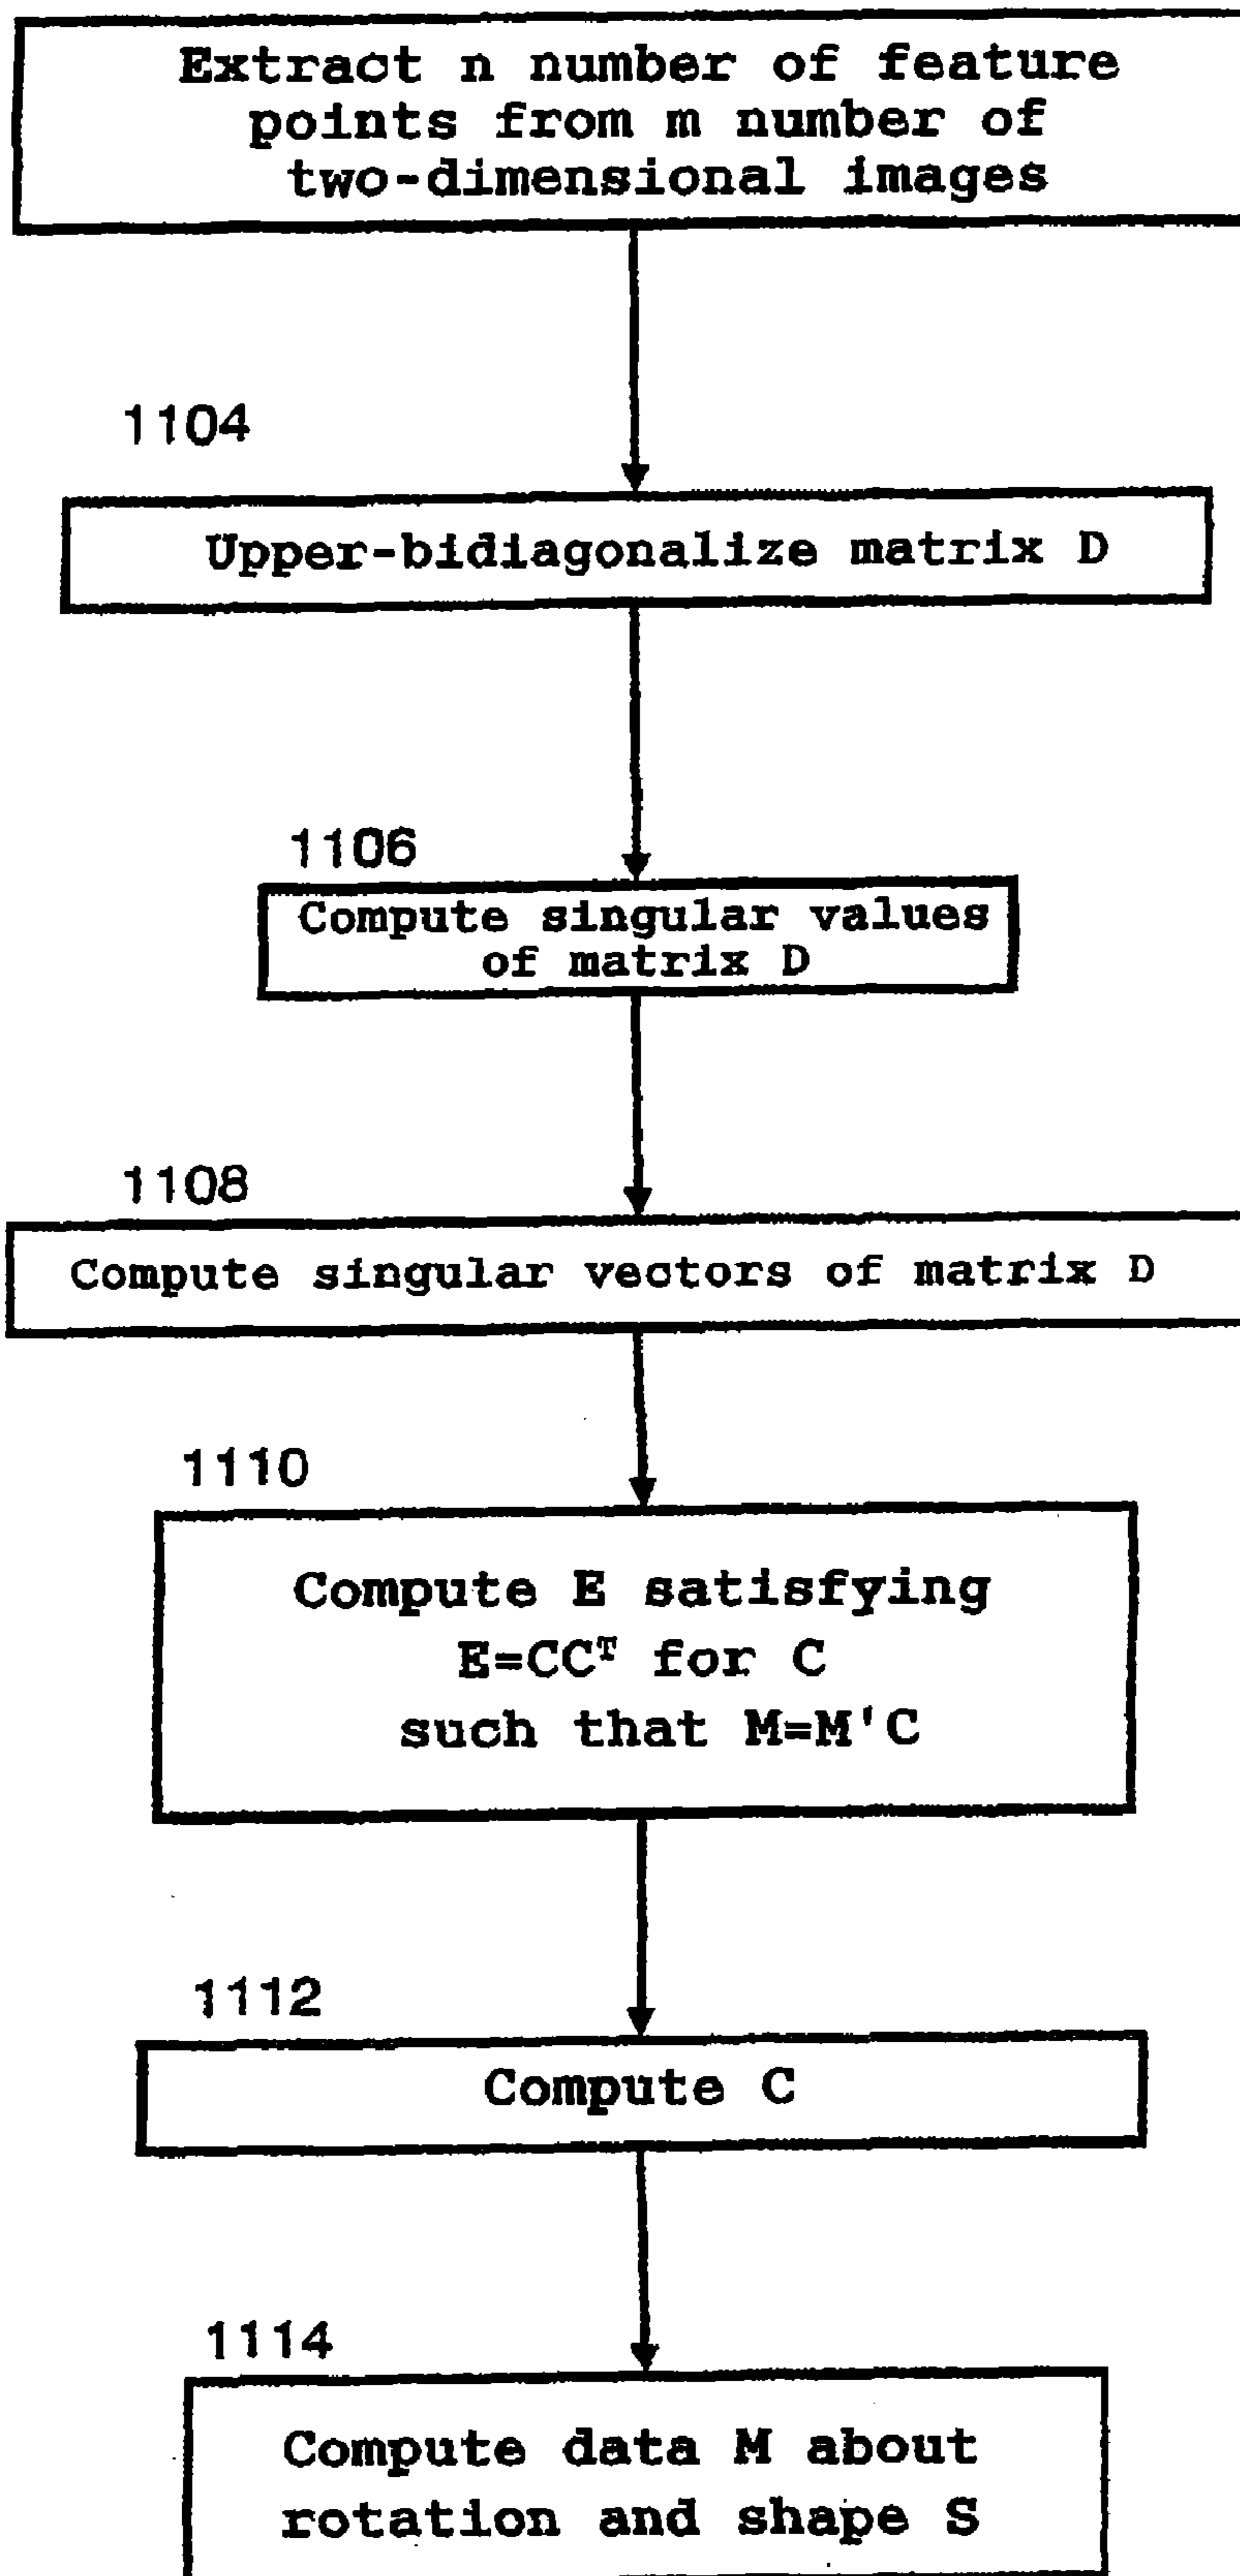 Extract n number of feature
points from m number of
two-dimensional images
1104
Upper-bidiagonalize matrix D
1106
Compute singular values
of matrix D
1108
Compute singular vectors of matrix D
1110
Compute E satisfying
E=CCᵀ for C
such that M=M'C
1112
Compute C
1114
Compute data M about
rotation and shape S